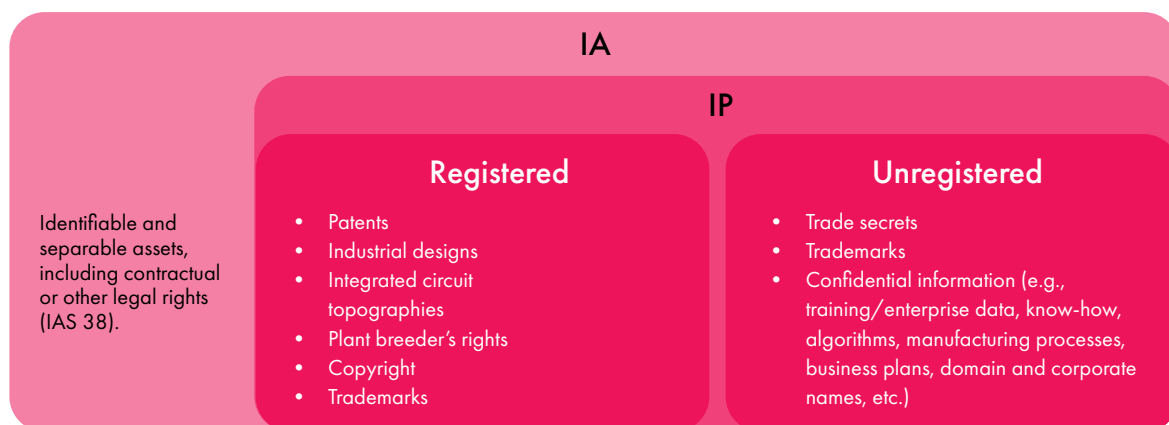 IA
IP
Identifiable and
separable assets,
including contractual
or other legal rights
(IAS 38).
Registered
• Patents
• Industrial designs
• Integrated circuit
topographies
• Plant breeder’s rights
• Copyright
• Trademarks
Unregistered
• Trade secrets
• Trademarks
• Confidential information (e.g.,
training/enterprise data, know-how,
algorithms, manufacturing processes,
business plans, domain and corporate
names, etc.)